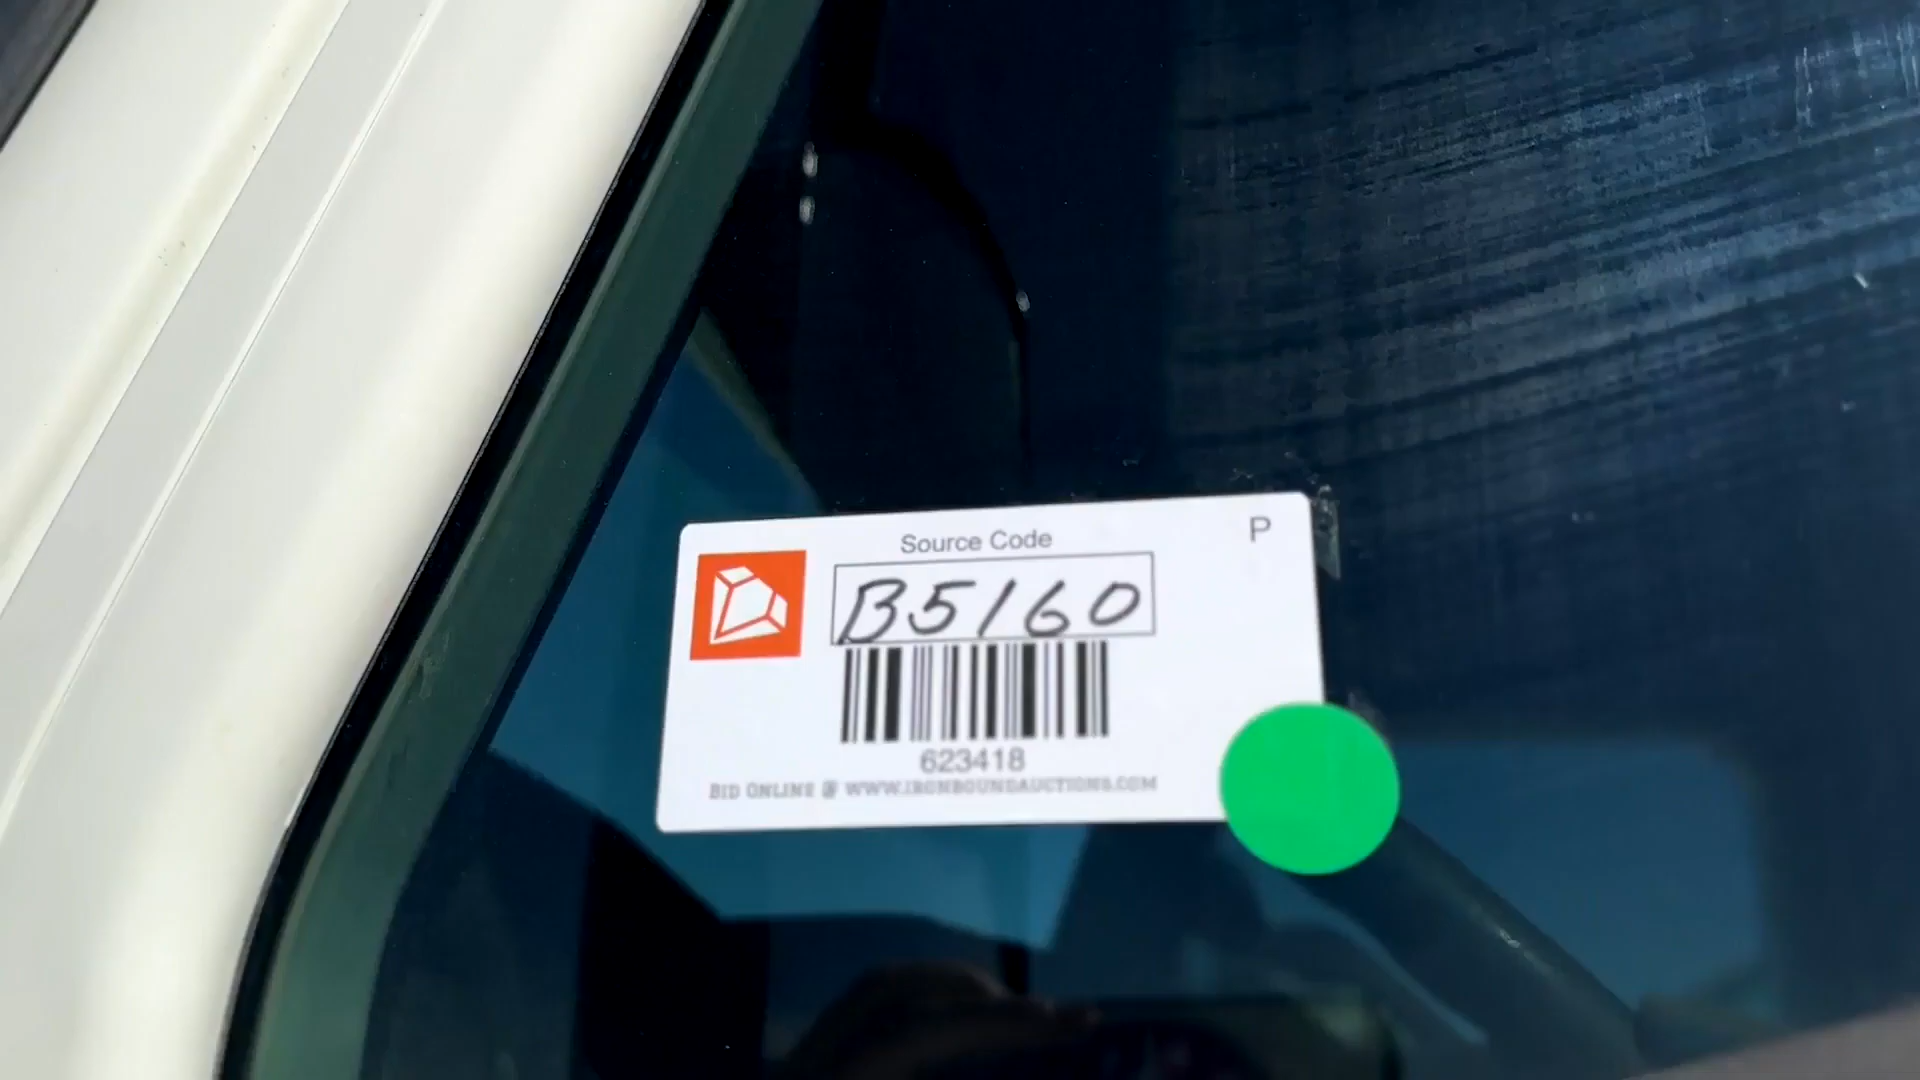 Source Code
P
B5160
623418
BID ONLINE @ WWW.IRONBOUNDAUCTIONS.COM